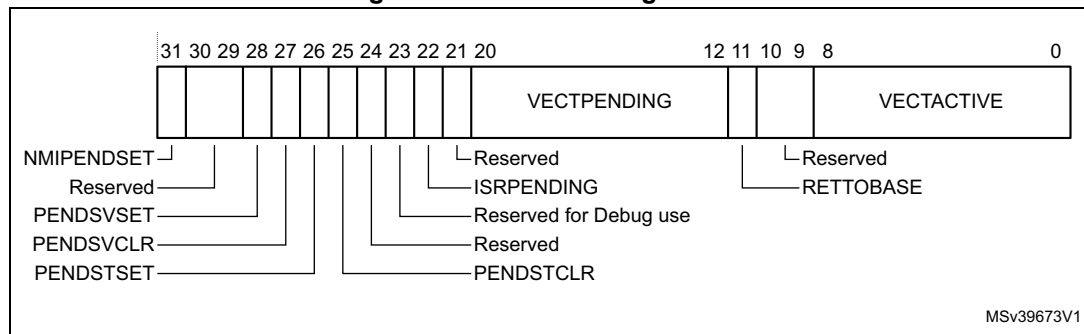 31 30 29 28 27 26 25 24 23 22 21 20 12 11 10 9 8 0
VECTPENDING VECTACTIVE
NMIPENDSET Reserved Reserved
Reserved ISRPENDING RETTOBASE
PENDSVSET Reserved for Debug use
PENDSVCLR Reserved
PENDSTSET PENDSTCLR
MSv39673V1